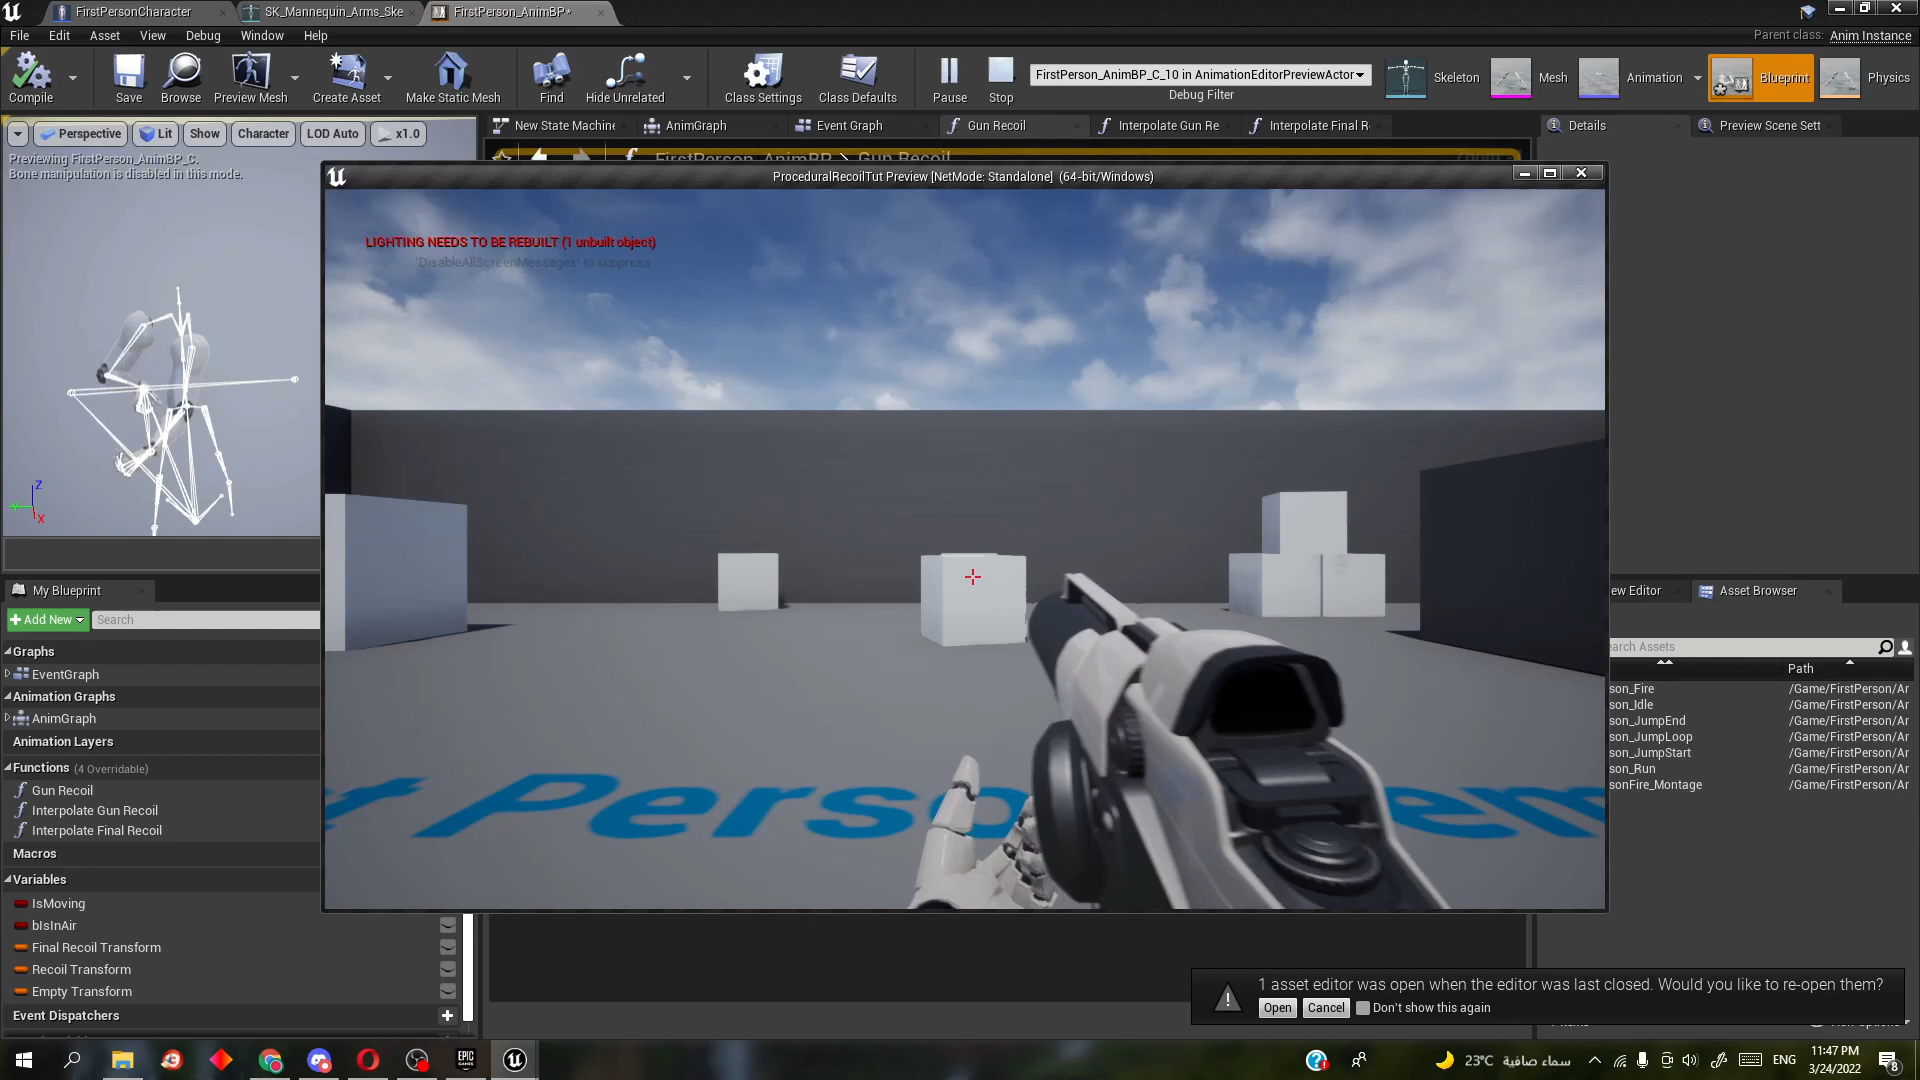 FirstPersonCharacter
SK_Mannequin_Arms_Ske
FirstPerson_AnimBP*
File Edit Asset View Debug Window Help
Parent class: Anim Instance
Compile
Save
Browse
Preview Mesh
Create Asset
Make Static Mesh
Find
Hide Unrelated
Class Settings
Class Defaults
Pause
Stop
FirstPerson_AnimBP_C_10 in AnimationEditorPreviewActor
Debug Filter
Skeleton
Mesh
Animation
Blueprint
Physics
Perspective
Lit
Show
Character
LOD Auto
x1.0
New State Machine
AnimGraph
Event Graph
Gun Recoil
Interpolate Gun Re
Interpolate Final R
Details
Preview Scene Sett
Previewing FirstPerson_AnimBP_C.
Bone manipulation is disabled in this mode.
FirstPerson_AnimBP > Gun Recoil
ProceduralRecoilTut Preview [NetMode: Standalone] (64-bit/Windows)
LIGHTING NEEDS TO BE REBUILT (1 unbuilt object)
'DisableAllScreenMessages' to suppress
Z
Y
X
My Blueprint
Add New
Search
Graphs
EventGraph
Animation Graphs
AnimGraph
Animation Layers
Functions (4 Overridable)
Gun Recoil
Interpolate Gun Recoil
Interpolate Final Recoil
Macros
Variables
IsMoving
bIsInAir
Final Recoil Transform
Recoil Transform
Empty Transform
Event Dispatchers
t Perso em
ew Editor
Asset Browser
earch Assets
Path
son_Fire /Game/FirstPerson/Ar
son_Idle /Game/FirstPerson/Ar
son_JumpEnd /Game/FirstPerson/Ar
son_JumpLoop /Game/FirstPerson/Ar
son_JumpStart /Game/FirstPerson/Ar
son_Run /Game/FirstPerson/Ar
sonFire_Montage /Game/FirstPerson/Ar
1 asset editor was open when the editor was last closed. Would you like to re-open them?
Open
Cancel
Don't show this again
EPIC GAMES
23°C سماء صافية
ENG
11:47 PM
3/24/2022
8